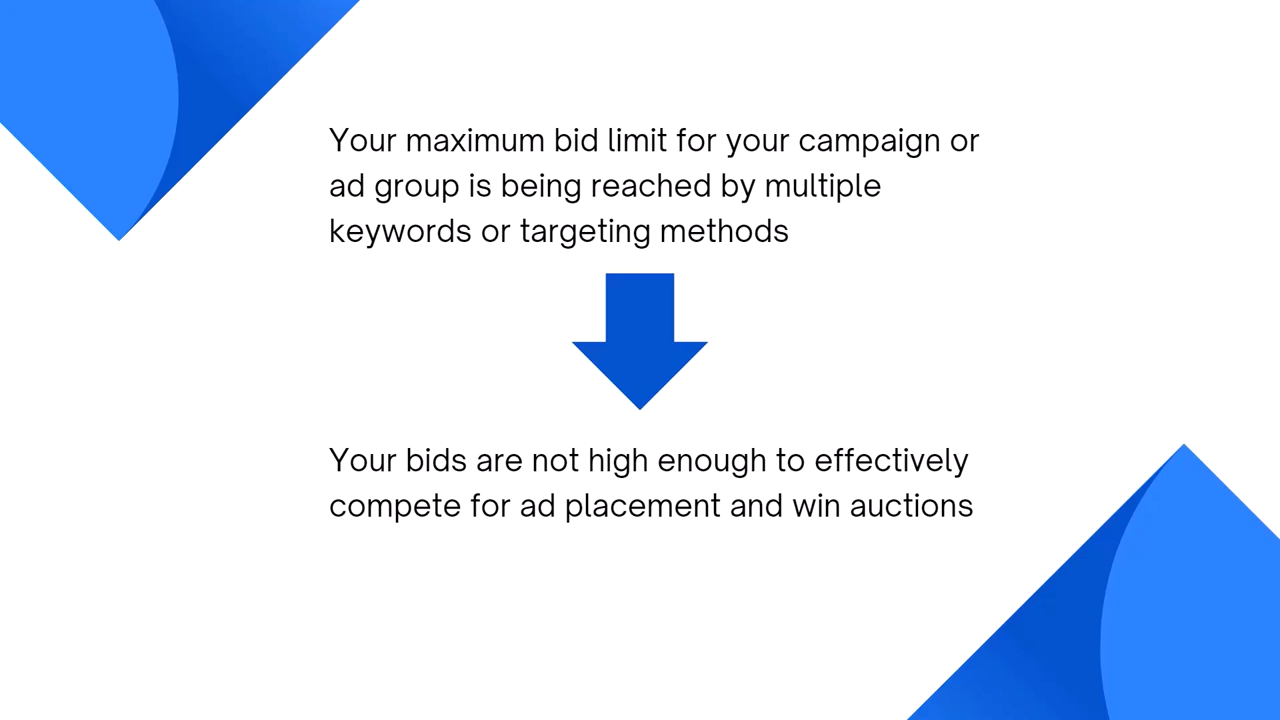 Your maximum bid limit for your campaign or
ad group is being reached by multiple
keywords or targeting methods
Your bids are not high enough to effectively
compete for ad placement and win auctions